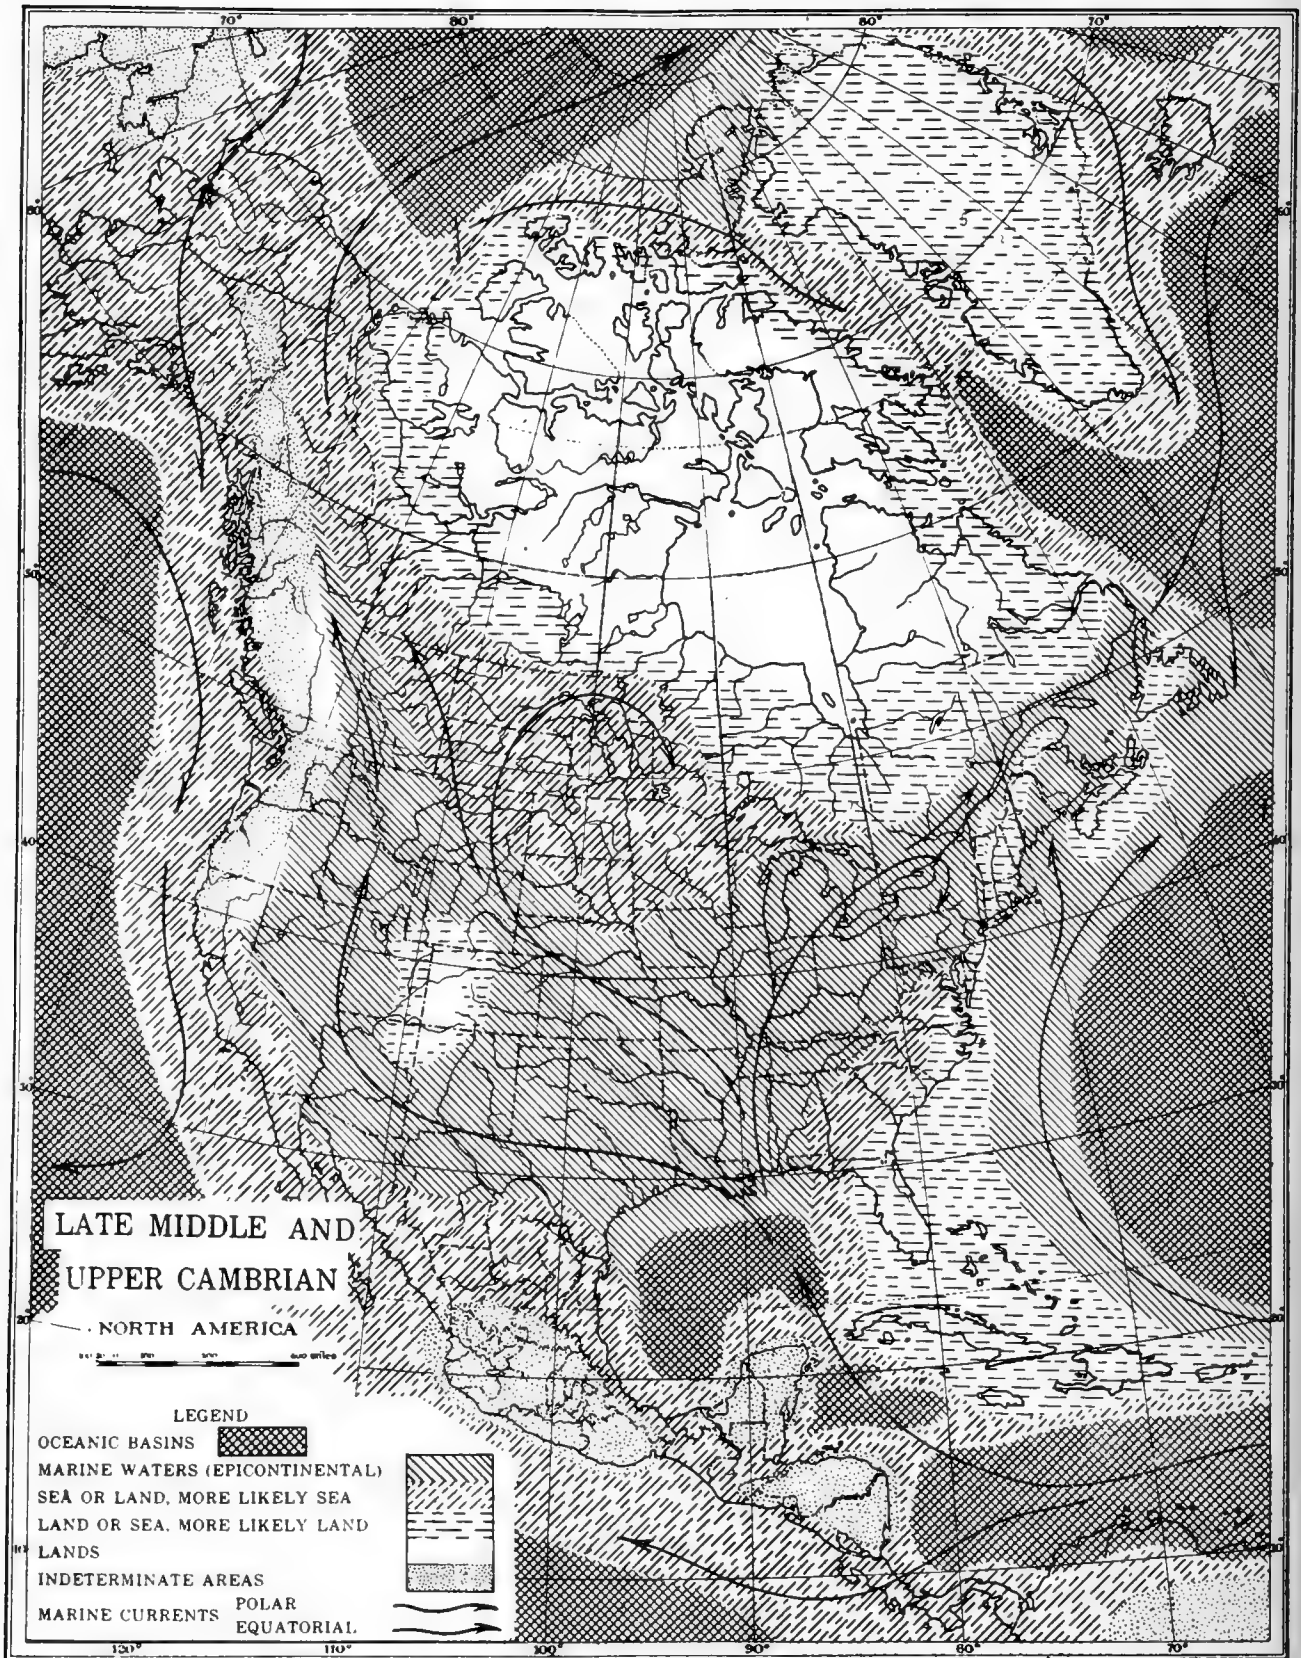 70° 80° 80° 70°
60°
60°
50°
50°
40°
40°
30°
30°
20°
20°
LATE MIDDLE AND
UPPER CAMBRIAN
NORTH AMERICA
600 miles
LEGEND
OCEANIC BASINS
MARINE WATERS (EPICONTINENTAL)
SEA OR LAND, MORE LIKELY SEA
LAND OR SEA, MORE LIKELY LAND
LANDS
INDETERMINATE AREAS
MARINE CURRENTS POLAR
EQUATORIAL
10
120° 110° 100° 90° 80° 70°